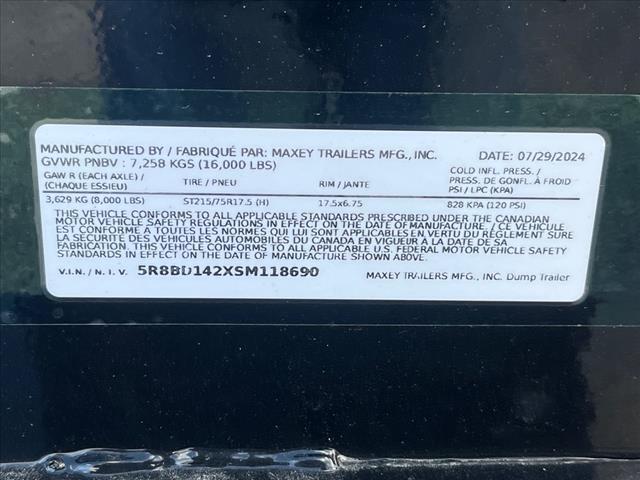 MANUFACTURED BY / FABRIQUÉ PAR: MAXEY TRAILERS MFG., INC. DATE: 07/29/2024
GVWR PNBV : 7,258 KGS (16,000 LBS)
GAW R (EACH AXLE) / TIRE / PNEU RIM / JANTE COLD INFL. PRESS. /
(CHAQUE ESSIEU) PRESS. DE GONFL. À FROID
PSI / LPC (KPA)
3,629 KG (8,000 LBS) ST215/75R17.5 (H) 17.5x6.75 828 KPA (120 PSI)
THIS VEHICLE CONFORMS TO ALL APPLICABLE STANDARDS PRESCRIBED UNDER THE CANADIAN
MOTOR VEHICLE SAFETY REGULATIONS IN EFFECT ON THE DATE OF MANUFACTURE. / CE VÉHICULE
EST CONFORME À TOUTES LES NORMES QUI LUI SONT APPLICABLES EN VERTU DU RÈGLEMENT SUR
LA SÉCURITÉ DES VÉHICULES AUTOMOBILES DU CANADA EN VIGUEUR À LA DATE DE SA
FABRICATION. THIS VEHICLE CONFORMS TO ALL APPLICABLE U.S. FEDERAL MOTOR VEHICLE SAFETY
STANDARDS IN EFFECT ON THE DATE OF MANUFACTURE SHOWN ABOVE.
V.I.N. / N.I.V. 5R8BD142XSM118690 MAXEY TRAILERS MFG., INC. Dump Trailer